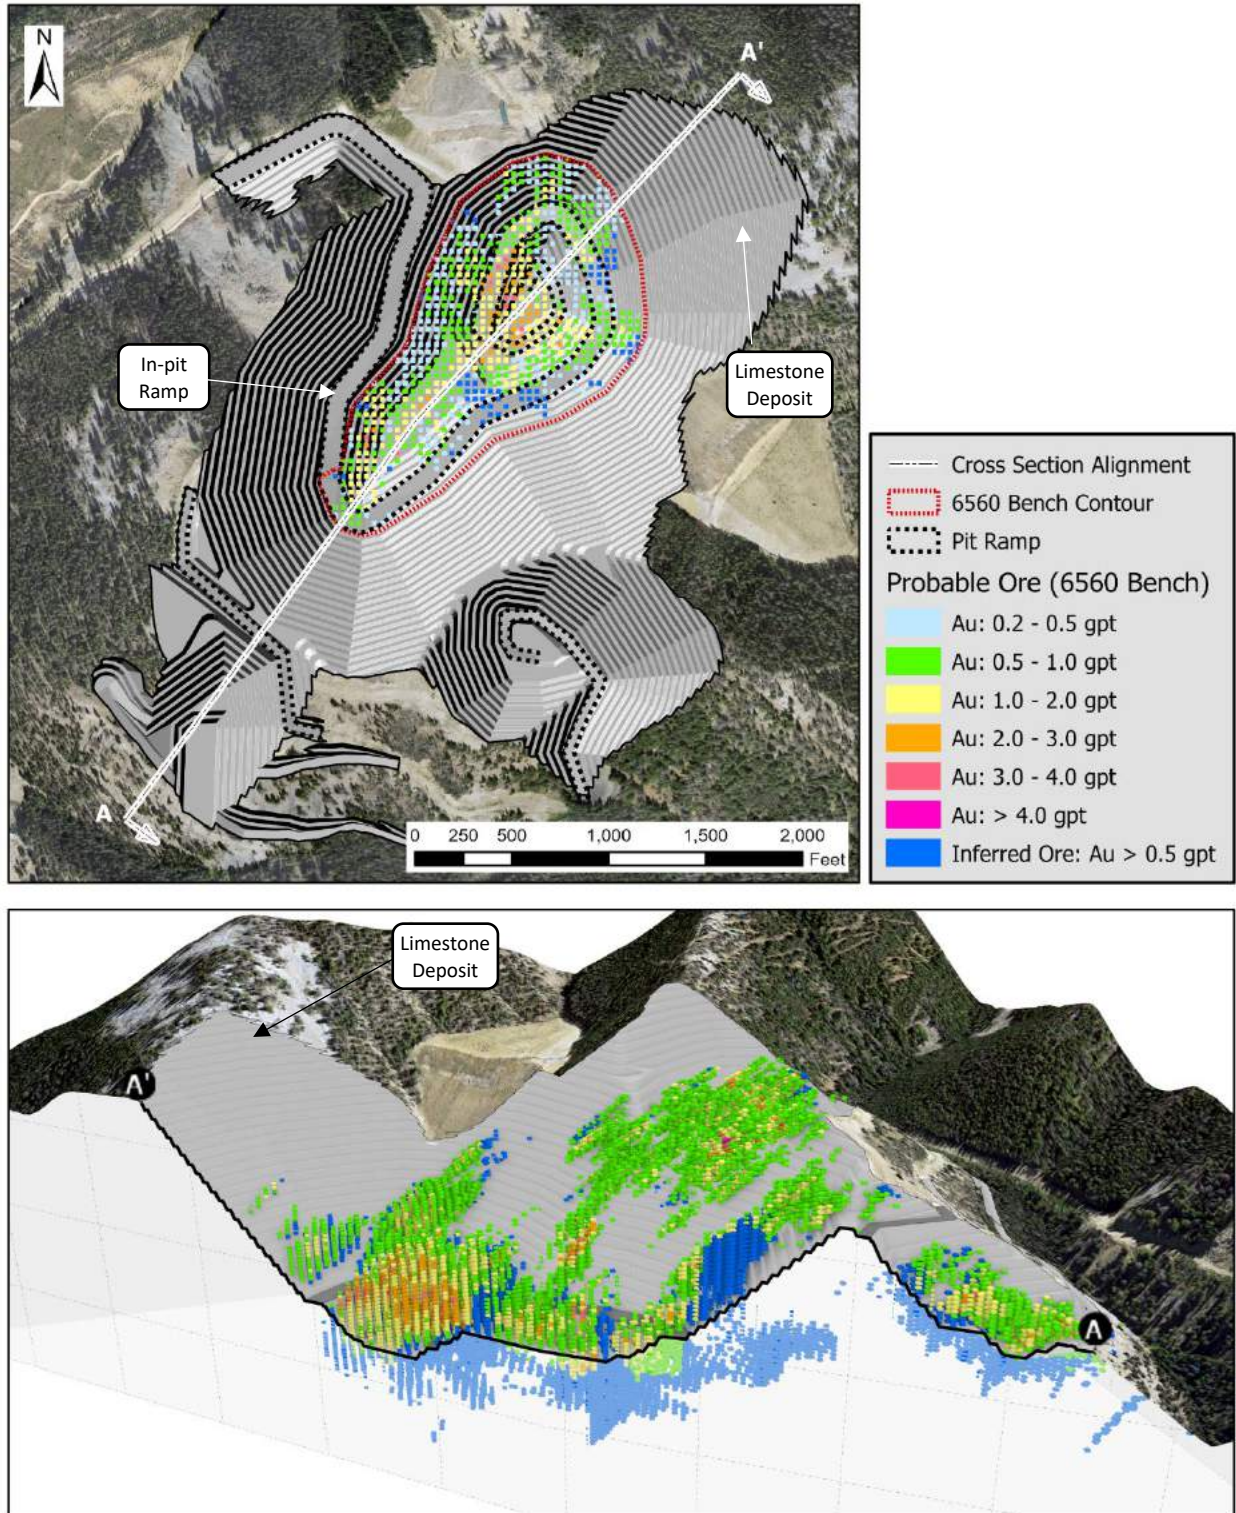 N
A'
In-pit
Ramp
Limestone
Deposit
A
0 250 500 1,000 1,500 2,000
Feet
Cross Section Alignment
6560 Bench Contour
Pit Ramp
Probable Ore (6560 Bench)
Au: 0.2 - 0.5 gpt
Au: 0.5 - 1.0 gpt
Au: 1.0 - 2.0 gpt
Au: 2.0 - 3.0 gpt
Au: 3.0 - 4.0 gpt
Au: > 4.0 gpt
Inferred Ore: Au > 0.5 gpt
Limestone
Deposit
A'
A